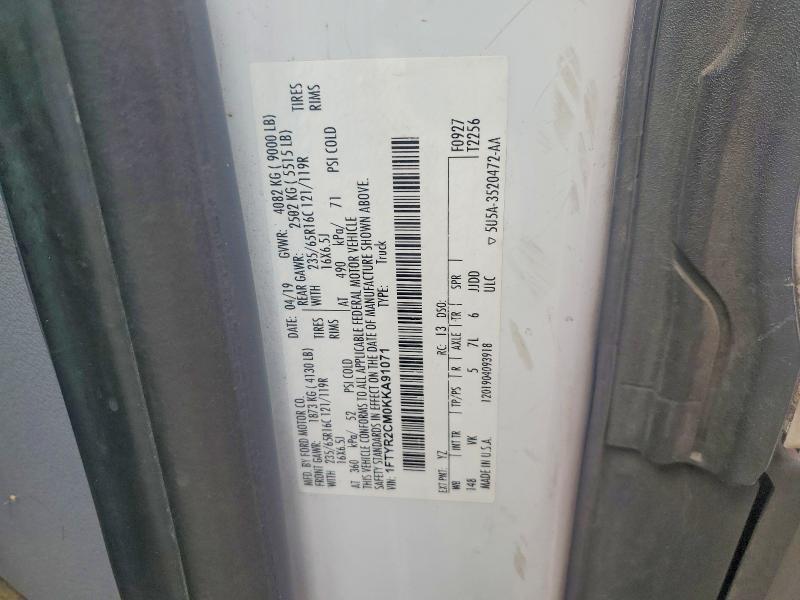 MFD. BY FORD MOTOR CO. DATE: 04/19 GVWR: 4082 KG ( 9000 LB)
FRONT GAWR: 1873 KG ( 4130 LB) REAR GAWR: 2502 KG ( 5515 LB)
WITH 235/65R16C 121/119R TIRES WITH 235/65R16C 121/119R TIRES
16X6.5J RIMS 16X6.5J RIMS
AT 360 kPa/ 52 PSI COLD AT 490 kPa/ 71 PSI COLD
THIS VEHICLE CONFORMS TO ALL APPLICABLE FEDERAL MOTOR VEHICLE
SAFETY STANDARDS IN EFFECT ON THE DATE OF MANUFACTURE SHOWN ABOVE.
VIN: 1FTYR2CM0KKA91071 TYPE: Truck
EXT PNT: YZ RC: 13 DSO: F0927
WB INT TR TP/PS R AXLE TR SPR T2256
148 VK 5 7L 6 JJDD
MADE IN U.S.A. 1201904093918 ULC ▽ 5U5A-3520472-AA